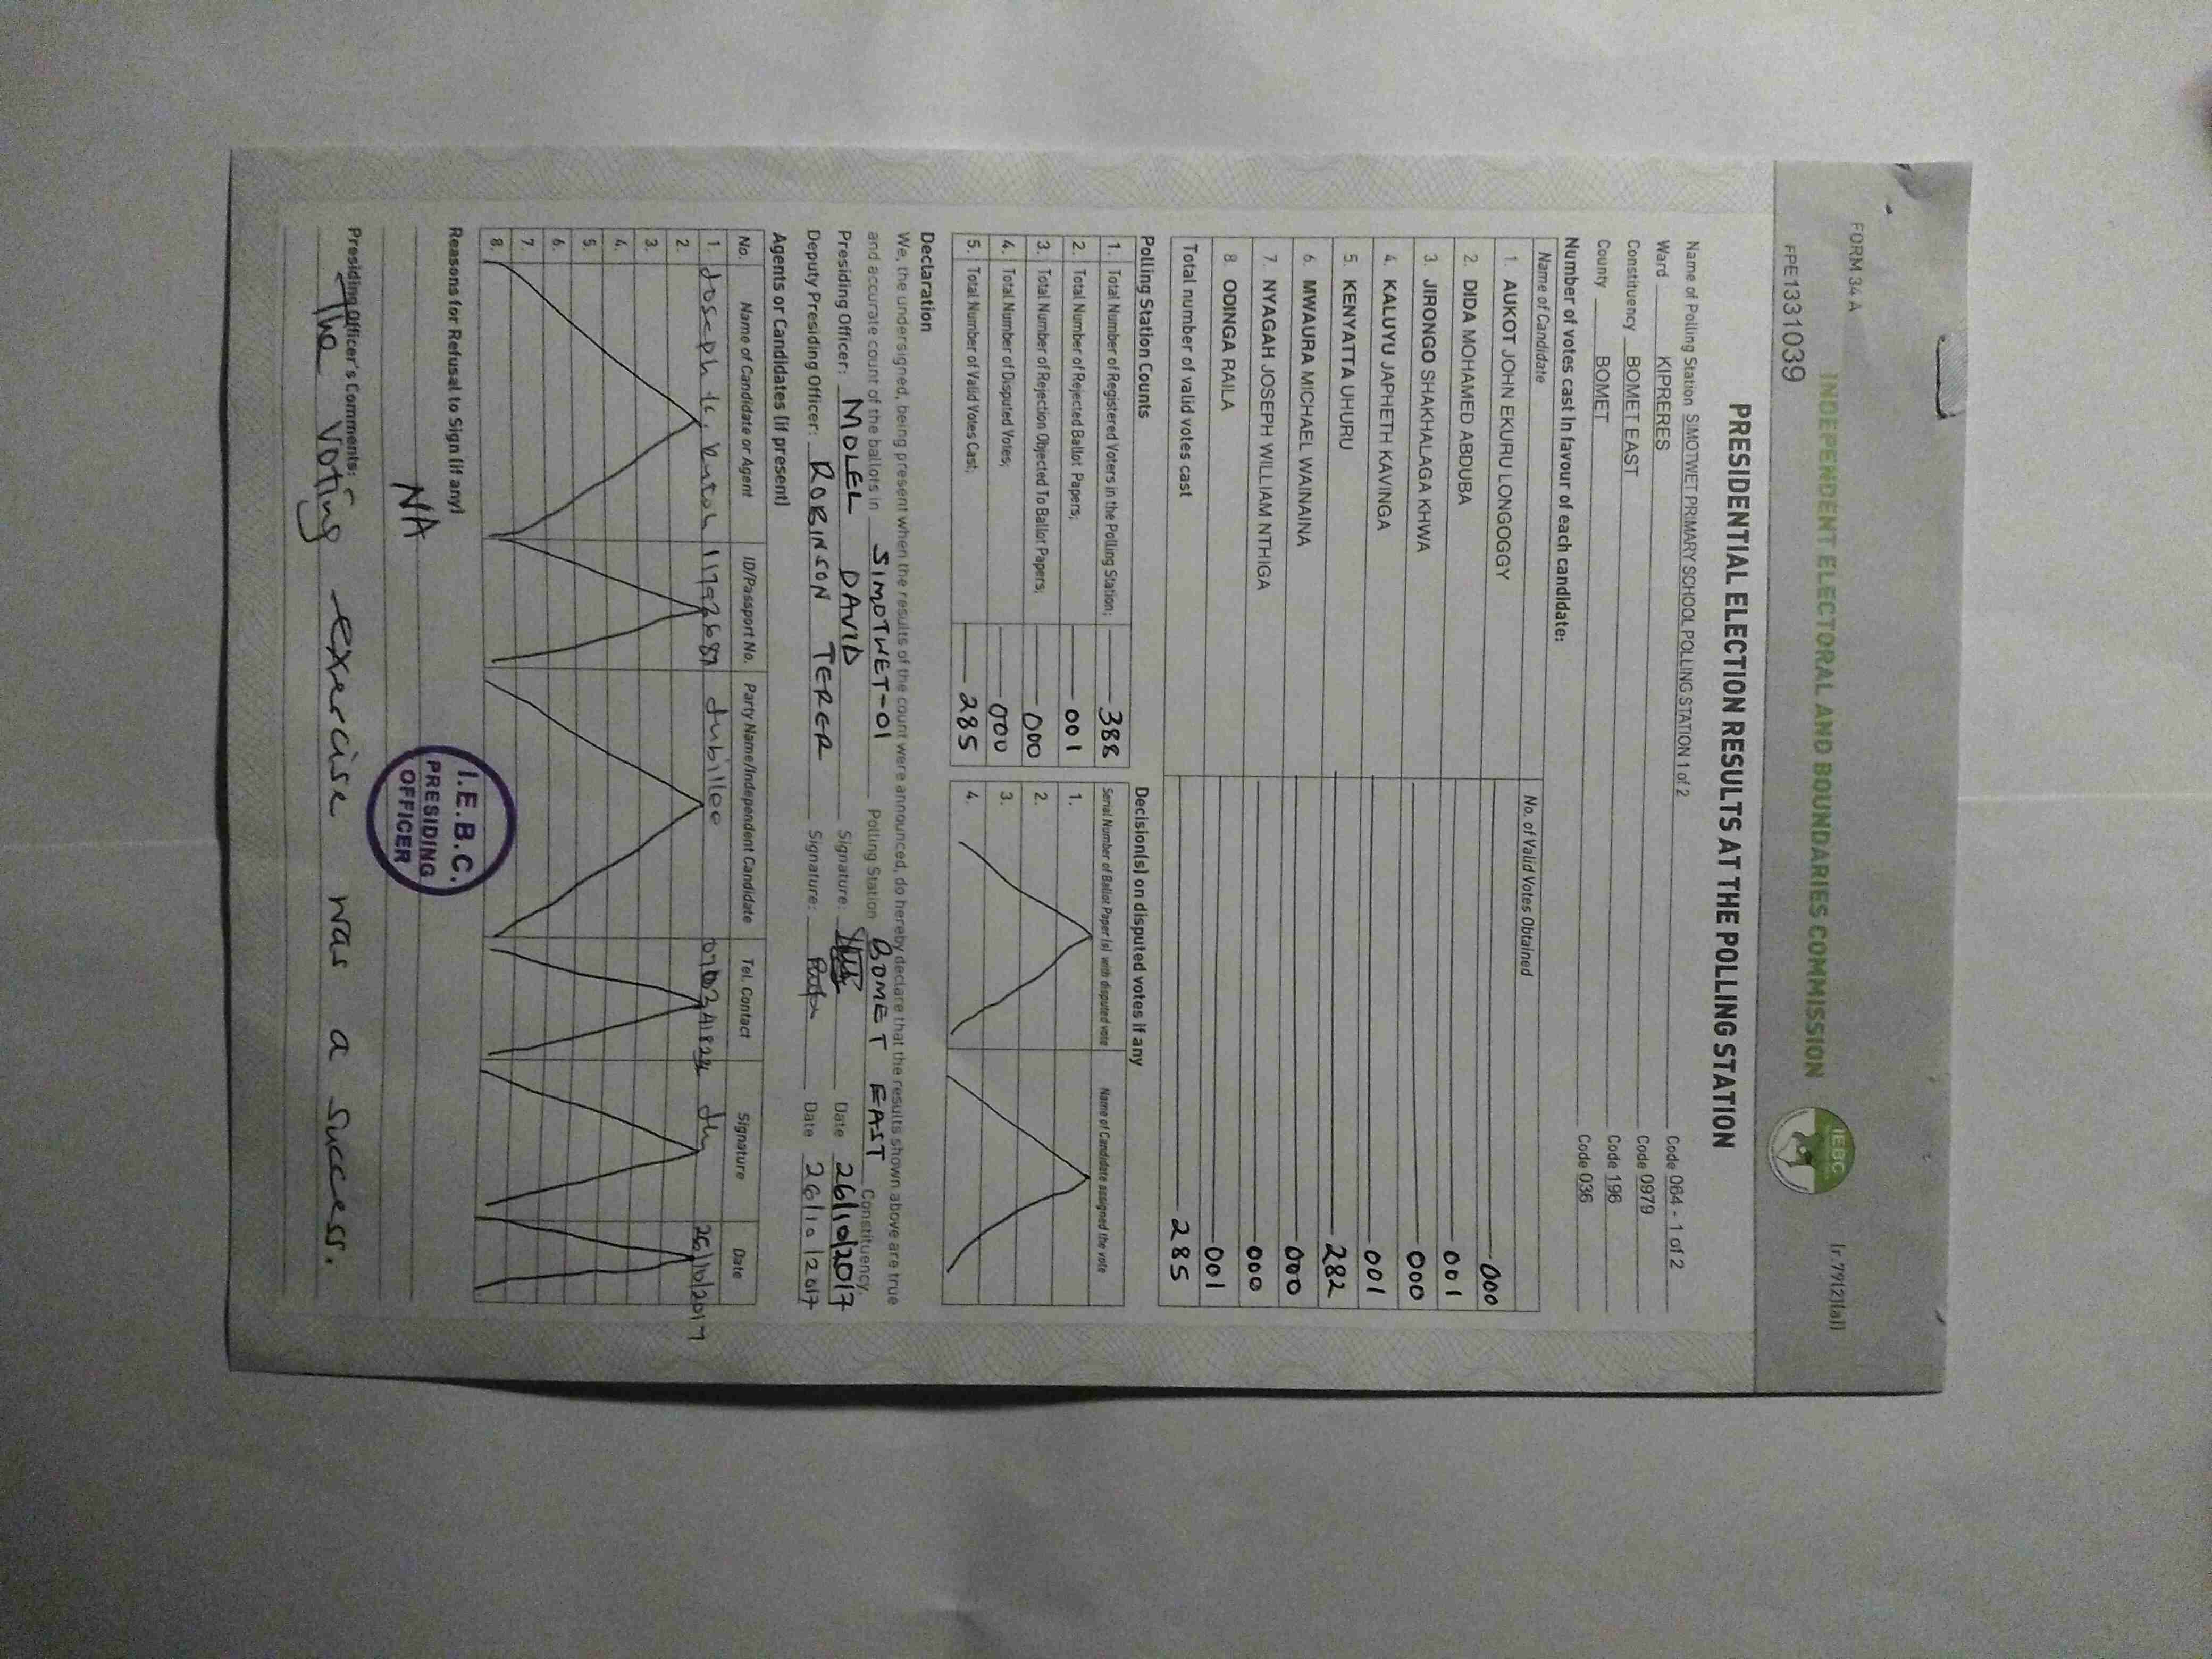 FORM 34 A
[r.79(2)(a)]
INDEPENDENT ELECTORAL AND BOUNDARIES COMMISSION
IEBC
FPE1331039
PRESIDENTIAL ELECTION RESULTS AT THE POLLING STATION
Name of Polling Station SIMOTWET PRIMARY SCHOOL POLLING STATION 1 of 2 Code 064 - 1 of 2
Ward KIPRERES Code 0979
Constituency BOMET EAST Code 196
County BOMET Code 036
Number of votes cast in favour of each candidate:
Name of Candidate No. of Valid Votes Obtained
1. AUKOT JOHN EKURU LONGOGGY 000
2. DIDA MOHAMED ABDUBA 001
3. JIRONGO SHAKHALAGA KHWA 000
4. KALUYU JAPHETH KAVINGA 001
5. KENYATTA UHURU 282
6. MWAURA MICHAEL WAINAINA 000
7. NYAGAH JOSEPH WILLIAM NTHIGA 000
8. ODINGA RAILA 001
Total number of valid votes cast 285
Polling Station Counts Decision(s) on disputed votes if any
1. Total Number of Registered Voters in the Polling Station; 388 Serial Number of Ballot Paper (s) with disputed vote Name of Candidate assigned the vote
2. Total Number of Rejected Ballot Papers; 001 1.
3. Total Number of Rejection Objected To Ballot Papers; 000 2.
4. Total Number of Disputed Votes; 000 3.
5. Total Number of Valid Votes Cast; 285 4.
Declaration
We, the undersigned, being present when the results of the count were announced, do hereby declare that the results shown above are true
and accurate count of the ballots in SIMOTWET-01 Polling Station BOMET EAST Constituency.
Presiding Officer: MOLEL DAVID Signature: Date 26/10/2017
Deputy Presiding Officer: ROBINSON TERER Signature: Date 26/10/2017
Agents or Candidates (if present)
No. Name of Candidate or Agent ID/Passport No. Party Name/Independent Candidate Tel. Contact Signature Date
1. Joseph K. Jubilee 26/10/2017
2.
3.
4.
5.
6.
7.
8.
Reasons for Refusal to Sign (if any)
NA
I.E.B.C.
PRESIDING
OFFICER
Presiding Officer's Comments:
The voting exercise was a success.